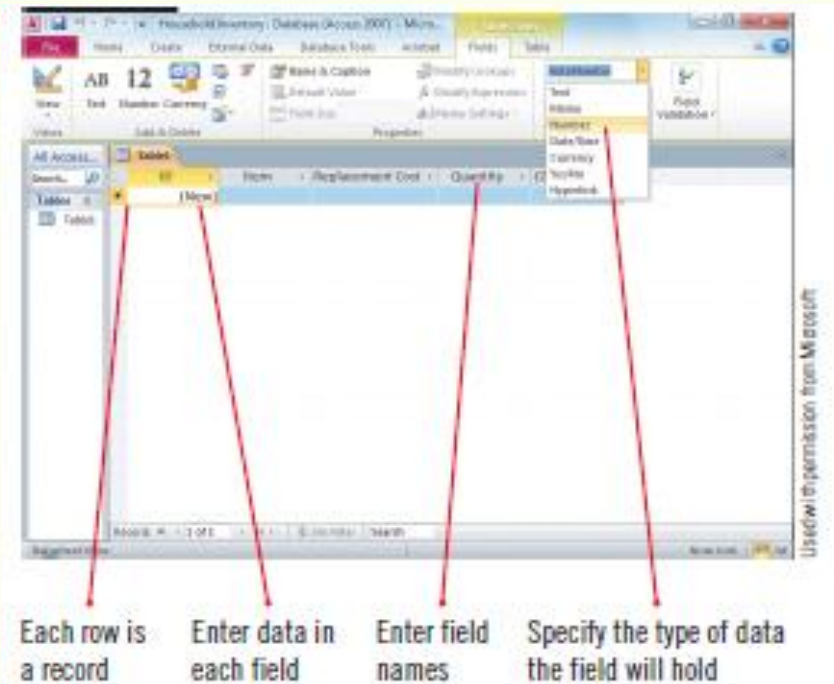 Household Inventory : Database (Access 2007) - Micro...
File Home Create External Data Database Tools Acrobat Fields Table
AB 12 Name & Caption Modify Lookups
Default Value Modify Expression Text
View Text Number Currency Field Size Memo Settings Memo Field Validation
Number
Views Add & Delete Properties Date/Time
Currency
All Access... Table1 Yes/No
Search... ID Item Replacement Cost Quantity Hyperlink
Tables (New)
Table1
Record: 1 of 1 No Filter Search
Datasheet View Num Lock
Used with permission from Microsoft
Each row is Enter data in Enter field Specify the type of data
a record each field names the field will hold